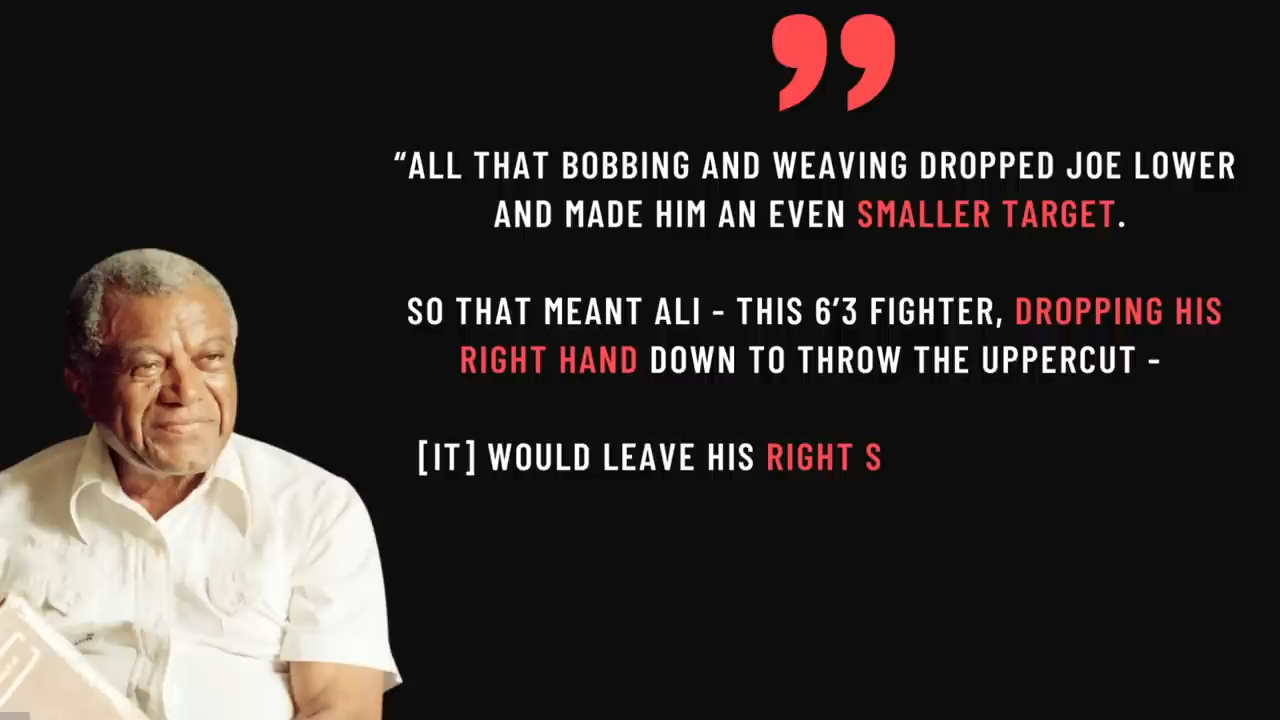 “ALL THAT BOBBING AND WEAVING DROPPED JOE LOWER
AND MADE HIM AN EVEN SMALLER TARGET.
SO THAT MEANT ALI - THIS 6’3 FIGHTER, DROPPING HIS
RIGHT HAND DOWN TO THROW THE UPPERCUT -
[IT] WOULD LEAVE HIS RIGHT S